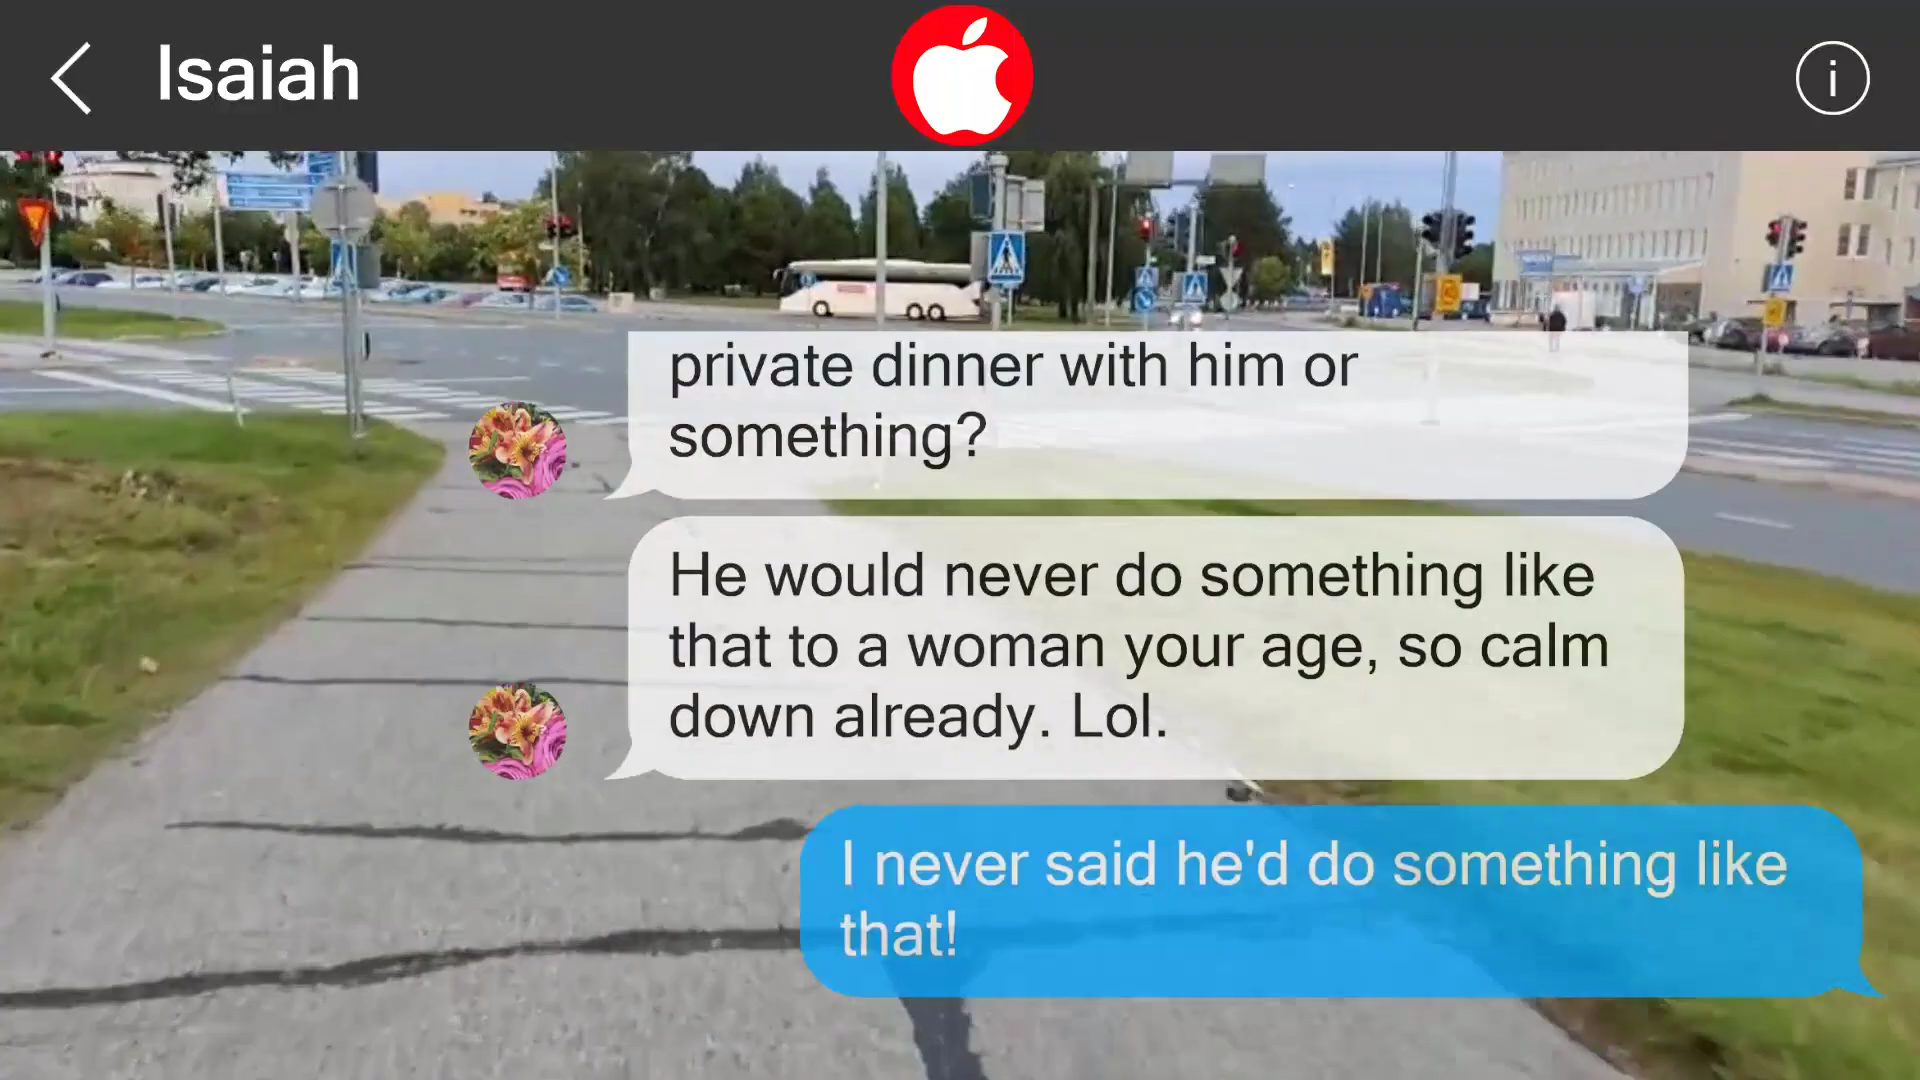 Isaiah
i
private dinner with him or
something?
He would never do something like
that to a woman your age, so calm
down already. Lol.
I never said he'd do something like
that!